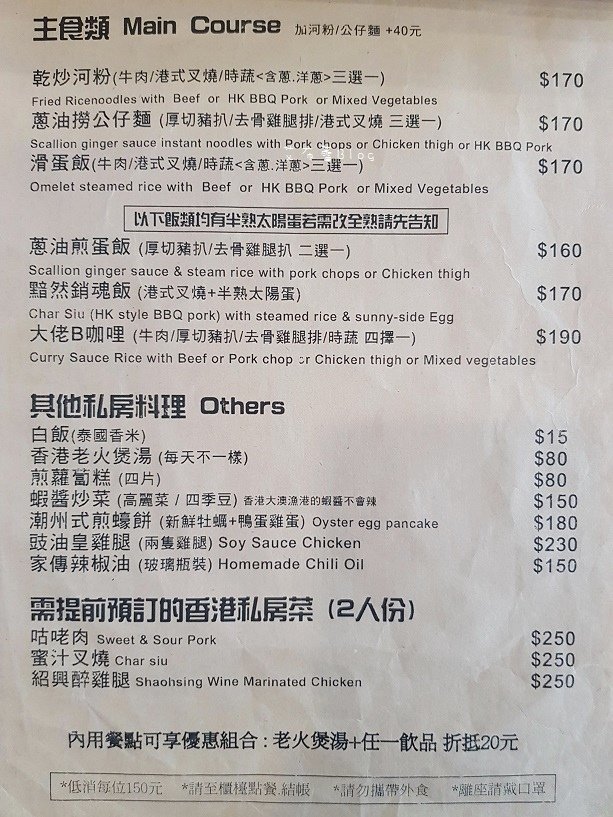 主食類 Main Course 加河粉/公仔麵 +40元
乾炒河粉(牛肉/港式叉燒/時蔬<含蔥.洋蔥>三選一) $170
Fried Ricenoodles with Beef or HK BBQ Pork or Mixed Vegetables
蔥油撈公仔麵 (厚切豬扒/去骨雞腿排/港式叉燒 三選一) $170
Scallion ginger sauce instant noodles with Pork chops or Chicken thigh or HK BBQ Pork
滑蛋飯(牛肉/港式叉燒/時蔬<含蔥.洋蔥>三選一) $170
Omelet steamed rice with Beef or HK BBQ Pork or Mixed Vegetables
以下飯類均有半熟太陽蛋若需改全熟請先告知
蔥油煎蛋飯 (厚切豬扒/去骨雞腿扒 二選一) $160
Scallion ginger sauce & steam rice with pork chops or Chicken thigh
黯然銷魂飯 (港式叉燒+半熟太陽蛋) $170
Char Siu (HK style BBQ pork) with steamed rice & sunny-side Egg
大佬B咖哩 (牛肉/厚切豬扒/去骨雞腿排/時蔬 四擇一) $190
Curry Sauce Rice with Beef or Pork chop or Chicken thigh or Mixed vegetables
其他私房料理 Others
白飯(泰國香米) $15
香港老火煲湯 (每天不一樣) $80
煎蘿蔔糕 (四片) $80
蝦醬炒菜 (高麗菜 / 四季豆) 香港大澳漁港的蝦醬不會辣 $150
潮州式煎蠔餅 (新鮮牡蠣+鴨蛋雞蛋) Oyster egg pancake $180
豉油皇雞腿 (兩隻雞腿) Soy Sauce Chicken $230
家傳辣椒油 (玻璃瓶裝) Homemade Chili Oil $150
需提前預訂的香港私房菜 (2人份)
咕咾肉 Sweet & Sour Pork $250
蜜汁叉燒 Char siu $250
紹興醉雞腿 Shaohsing Wine Marinated Chicken $250
內用餐點可享優惠組合:老火煲湯+任一飲品 折抵20元
*低消每位150元 *請至櫃檯點餐.結帳 *請勿攜帶外食 *離座請戴口罩